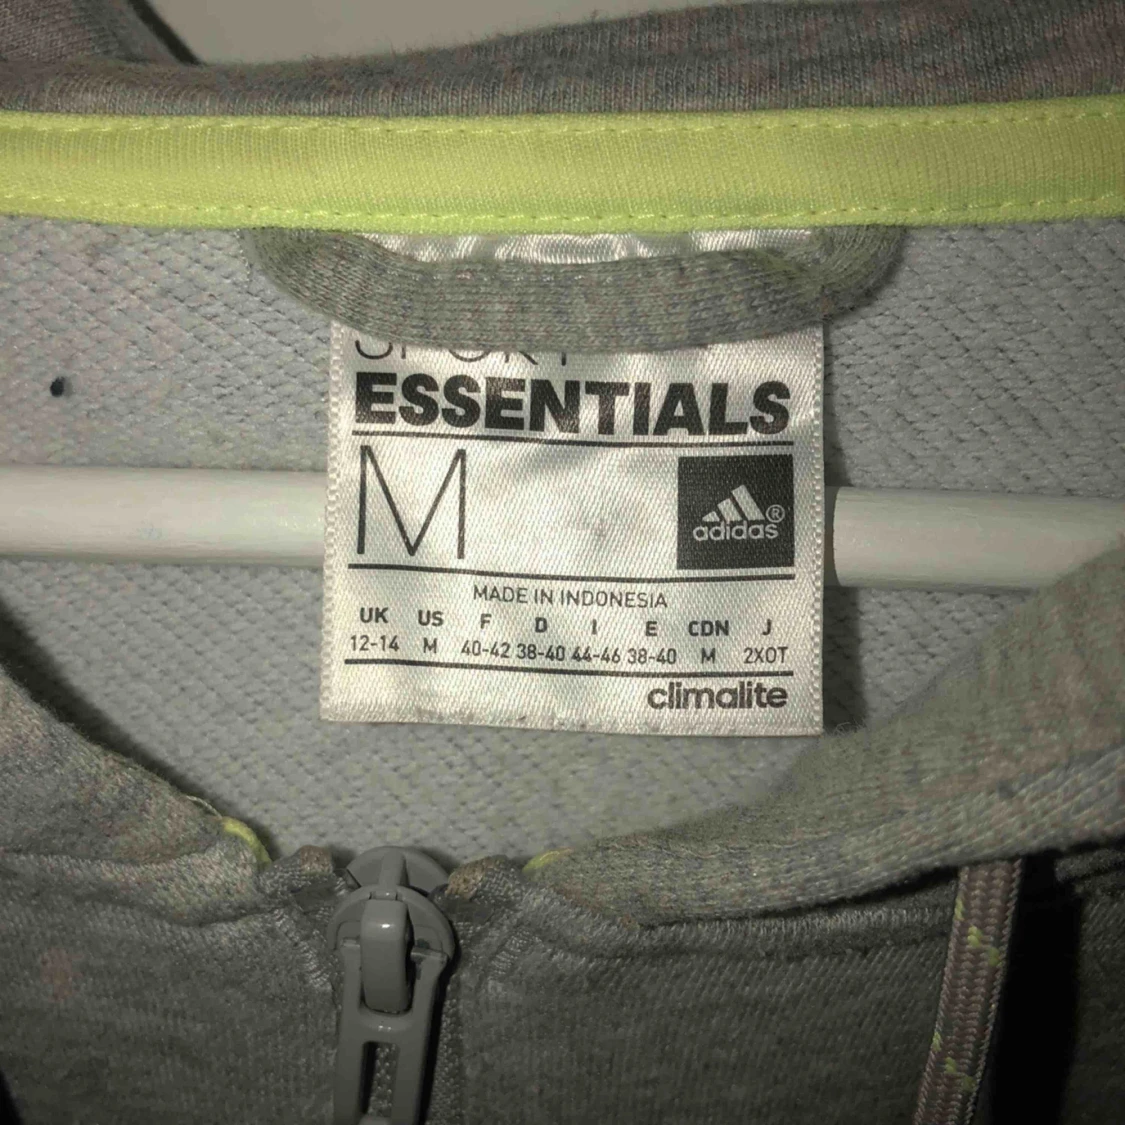 SPORT
ESSENTIALS
M
adidas®
MADE IN INDONESIA
UK US F D I E CDN J
12-14 M 40-42 38-40 44-46 38-40 M 2XOT
climalite